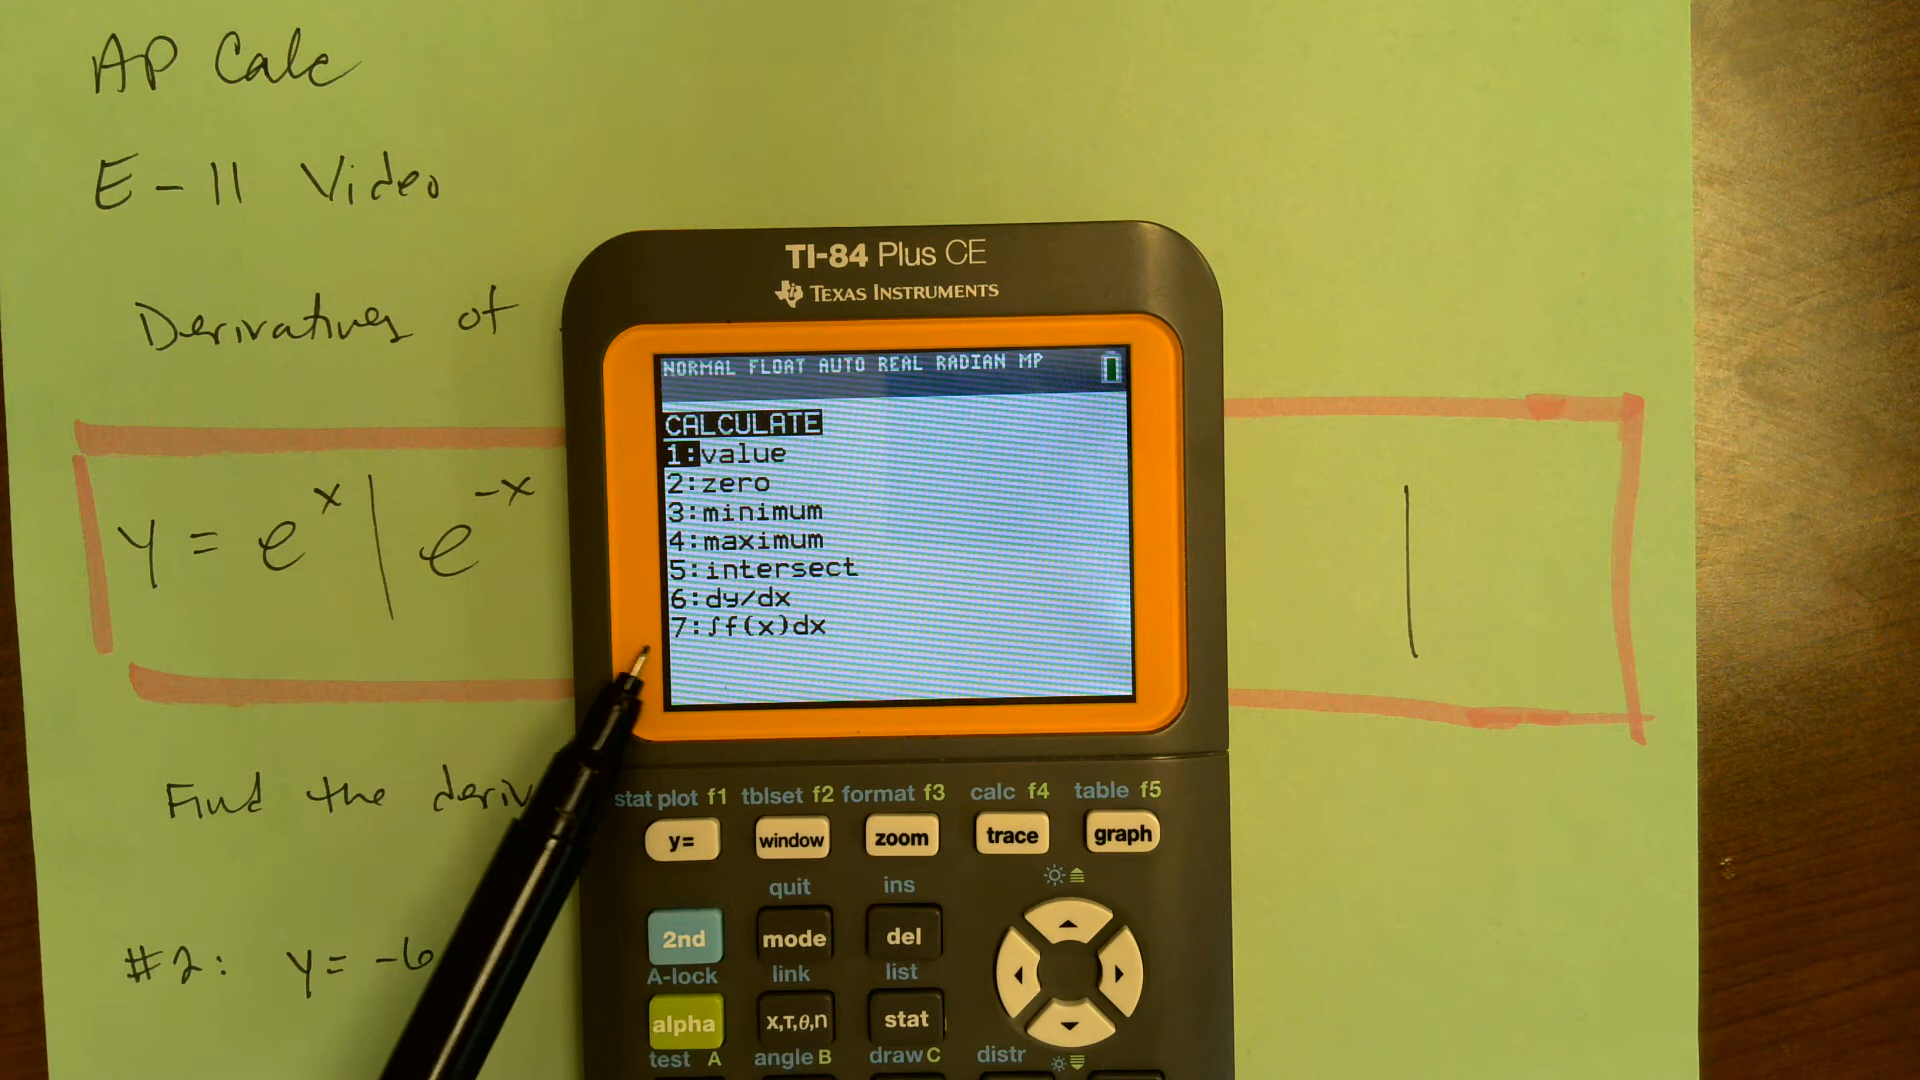 AP Calc
E-11 Video
Derivatives of
y = e^x | e^-x
Find the deriv
#2: y = -6
TI-84 Plus CE
TEXAS INSTRUMENTS
NORMAL FLOAT AUTO REAL RADIAN MP
CALCULATE
1:value
2:zero
3:minimum
4:maximum
5:intersect
6:dy/dx
7:∫f(x)dx
stat plot f1 tblset f2 format f3 calc f4 table f5
y= window zoom trace graph
quit ins
2nd mode del
A-lock link list
alpha X,T,θ,n stat
test A angle B draw C distr